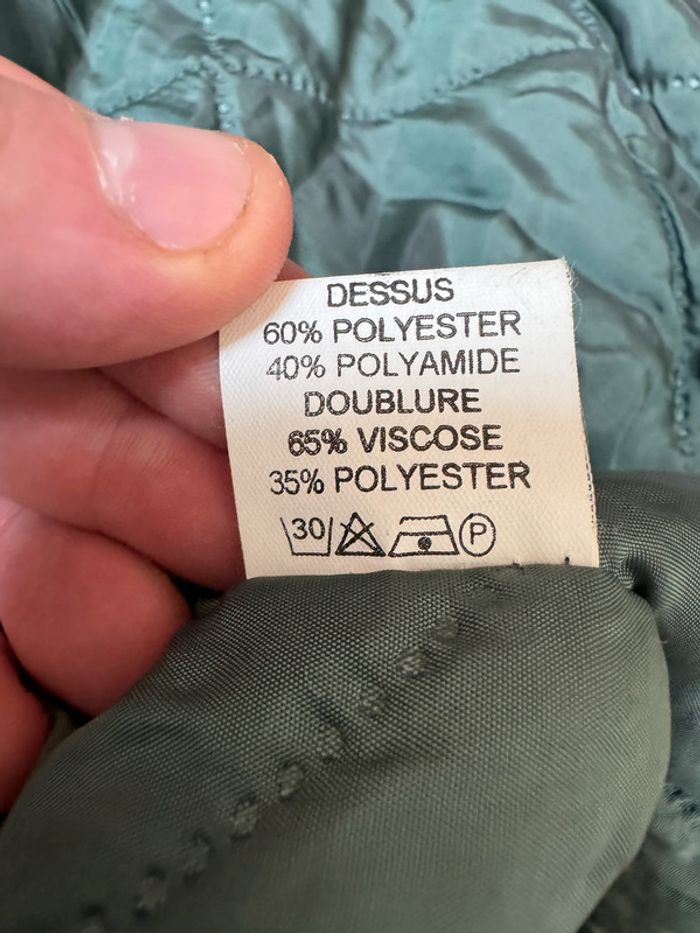 DESSUS
60% POLYESTER
40% POLYAMIDE
DOUBLURE
65% VISCOSE
35% POLYESTER
30 P